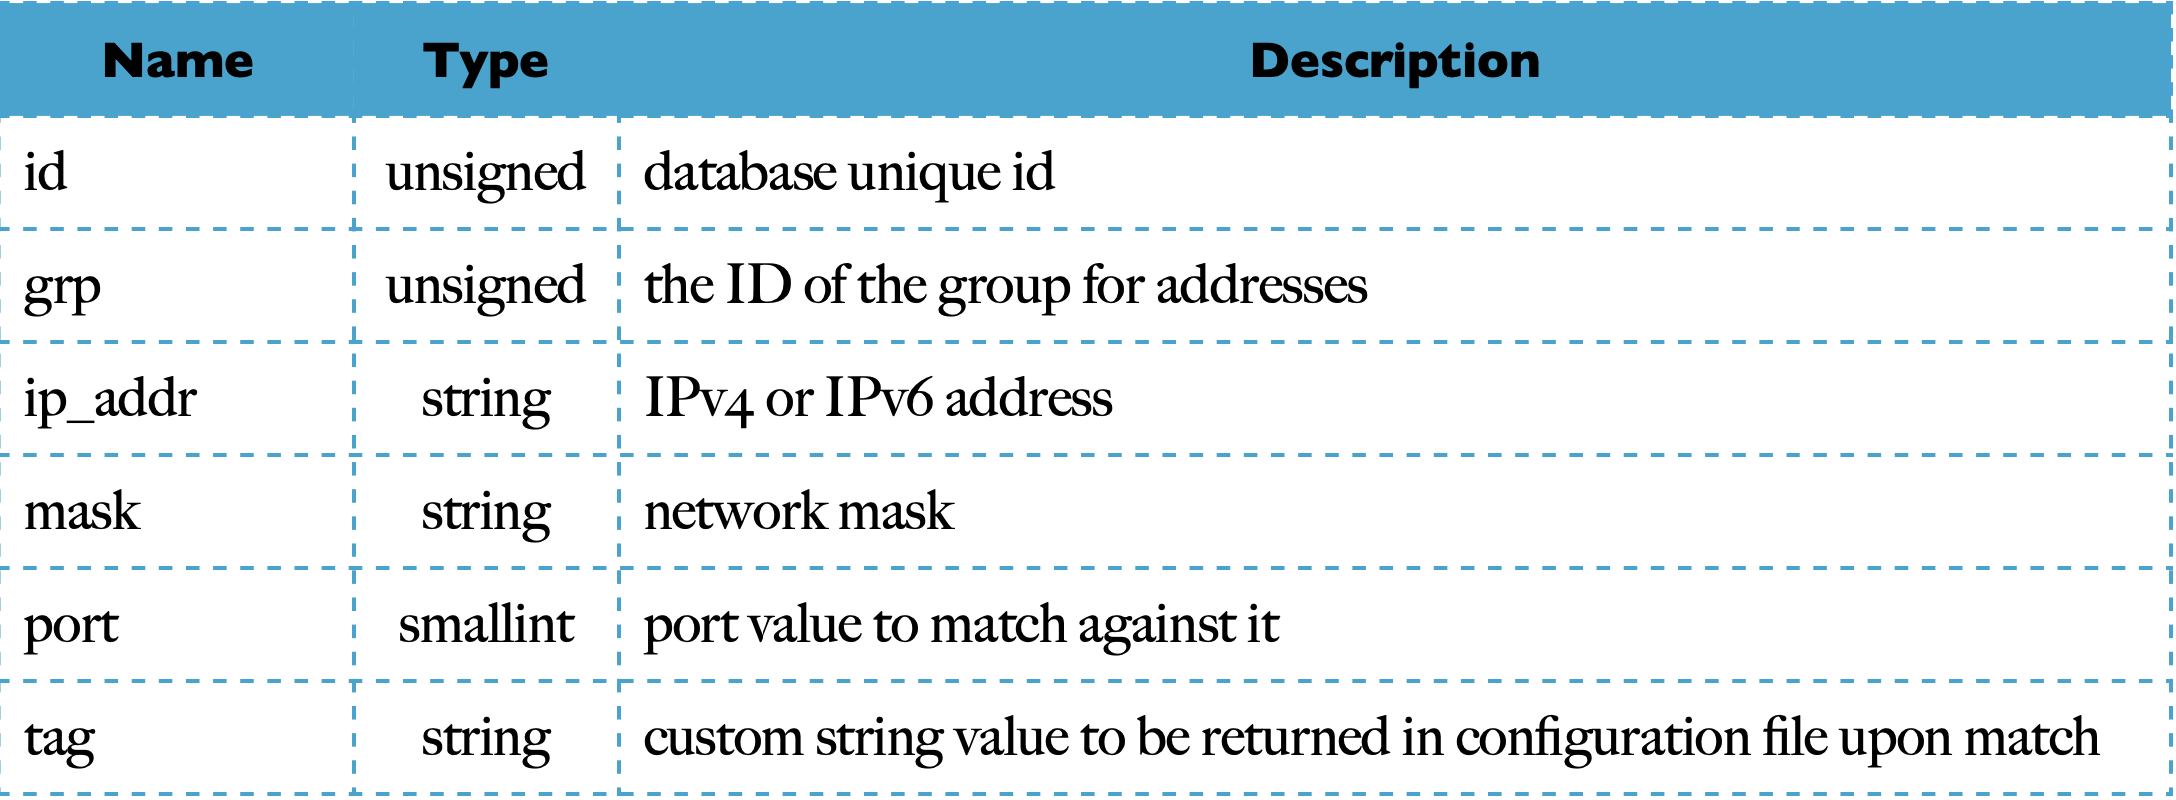 Name Type Description
id unsigned database unique id
grp unsigned the ID of the group for addresses
ip_addr string IPv4 or IPv6 address
mask string network mask
port smallint port value to match against it
tag string custom string value to be returned in configuration file upon match